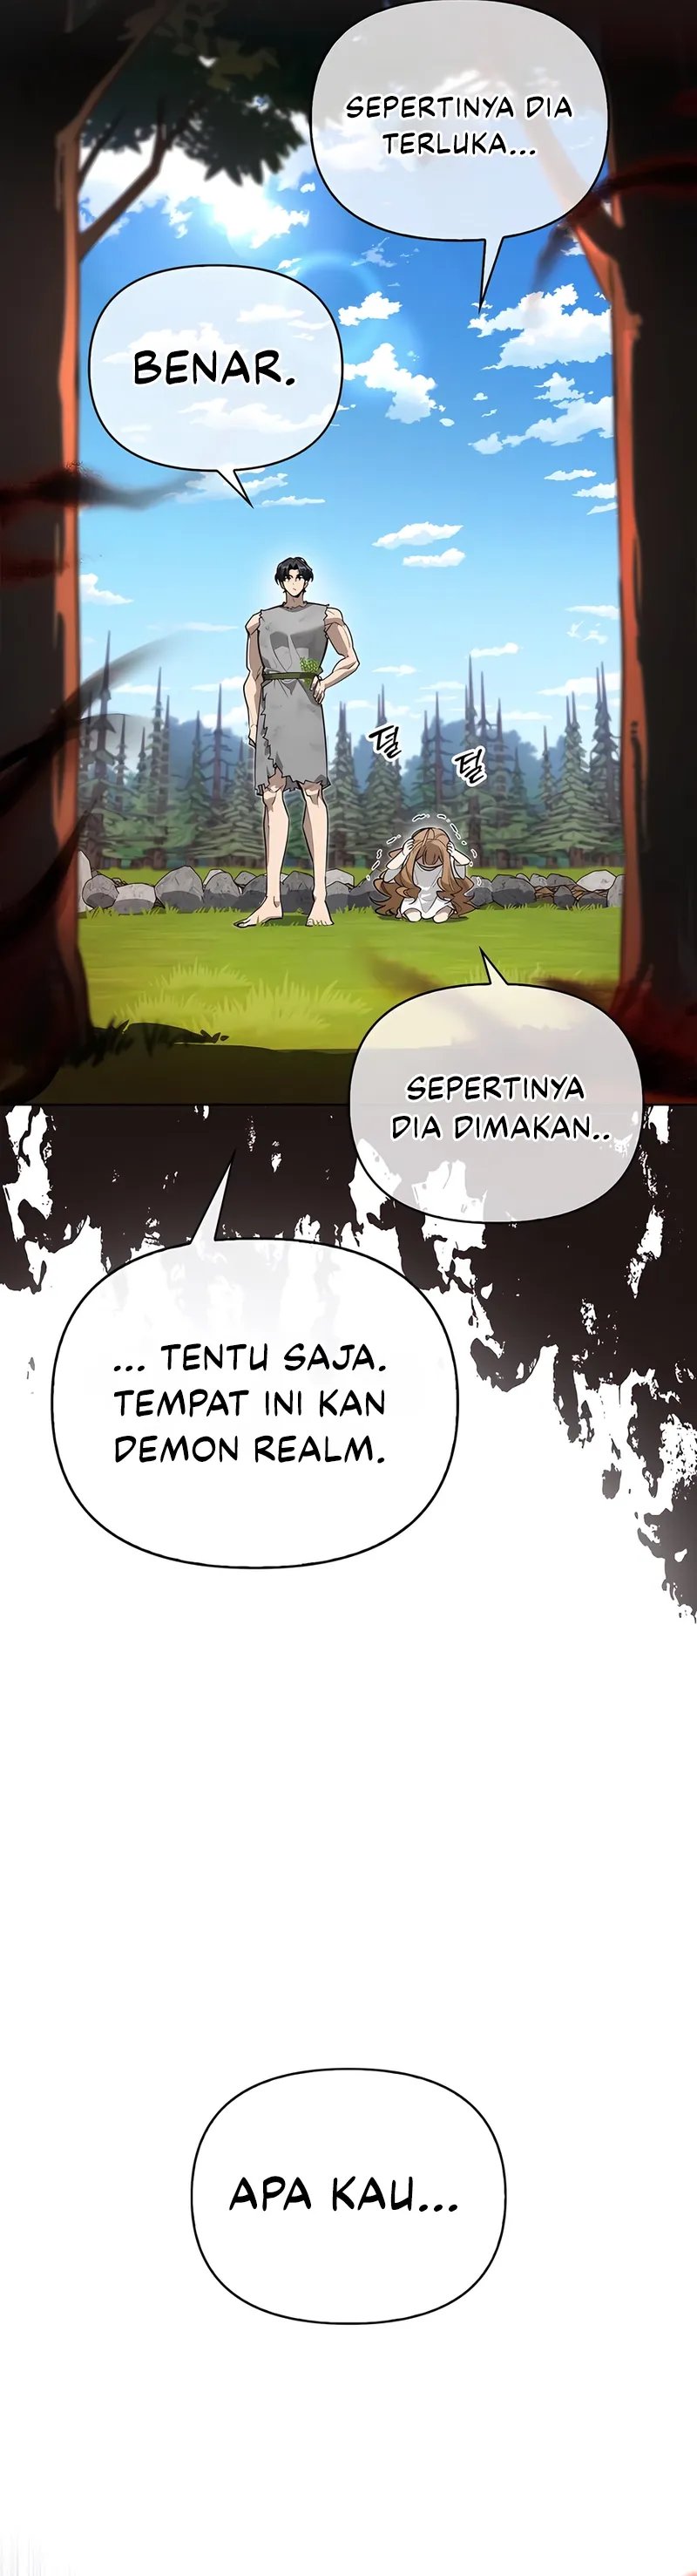 SEPERTINYA DIA
TERLUKA...
BENAR.
덜
덜
SEPERTINYA
DIA DIMAKAN..
... TENTU SAJA.
TEMPAT INI KAN
DEMON REALM.
APA KAU...